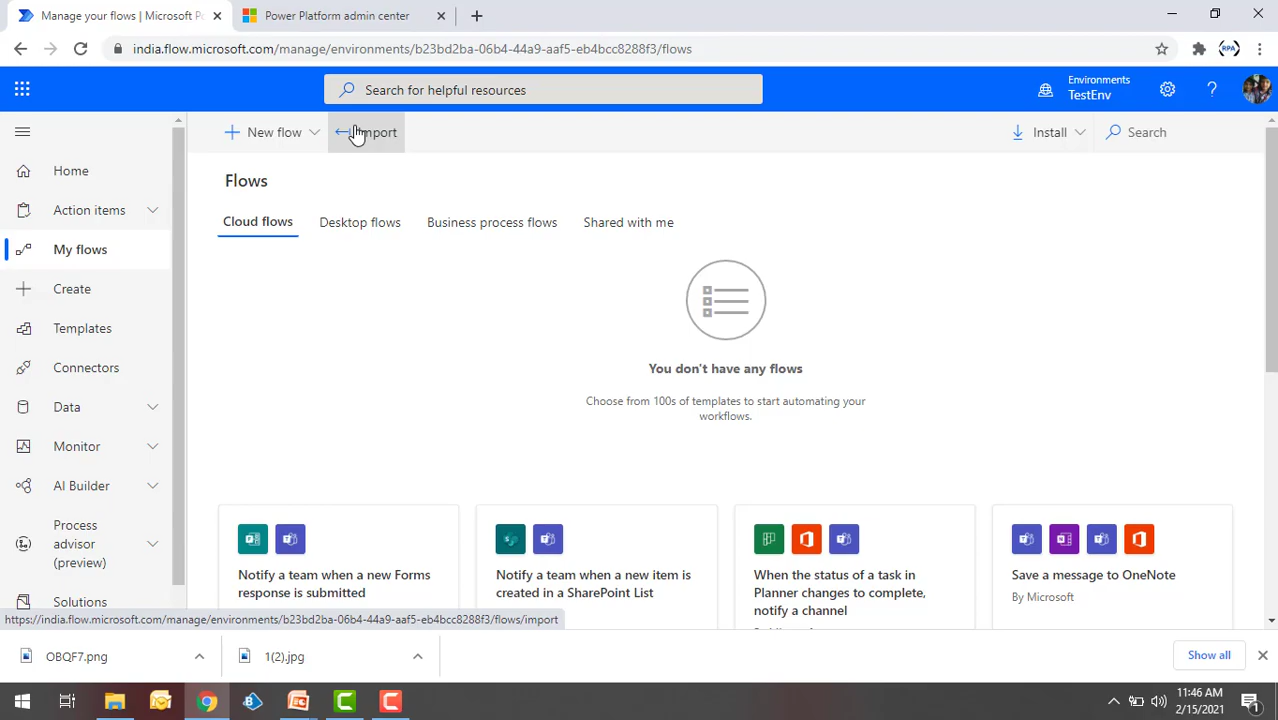 Manage your flows | Microsoft Po
Power Platform admin center
india.flow.microsoft.com/manage/environments/b23bd2ba-06b4-44a9-aaf5-eb4bcc8288f3/flows
RPA
Search for helpful resources
Environments
TestEnv
New flow
Import
Install
Search
Home
Action items
My flows
Create
Templates
Connectors
Data
Monitor
AI Builder
Process
advisor
(preview)
Solutions
Flows
Cloud flows
Desktop flows
Business process flows
Shared with me
You don't have any flows
Choose from 100s of templates to start automating your
workflows.
Notify a team when a new Forms
response is submitted
Notify a team when a new item is
created in a SharePoint List
When the status of a task in
Planner changes to complete,
notify a channel
Save a message to OneNote
By Microsoft
https://india.flow.microsoft.com/manage/environments/b23bd2ba-06b4-44a9-aaf5-eb4bcc8288f3/flows/import
OBQF7.png
1(2).jpg
Show all
11:46 AM
2/15/2021
1